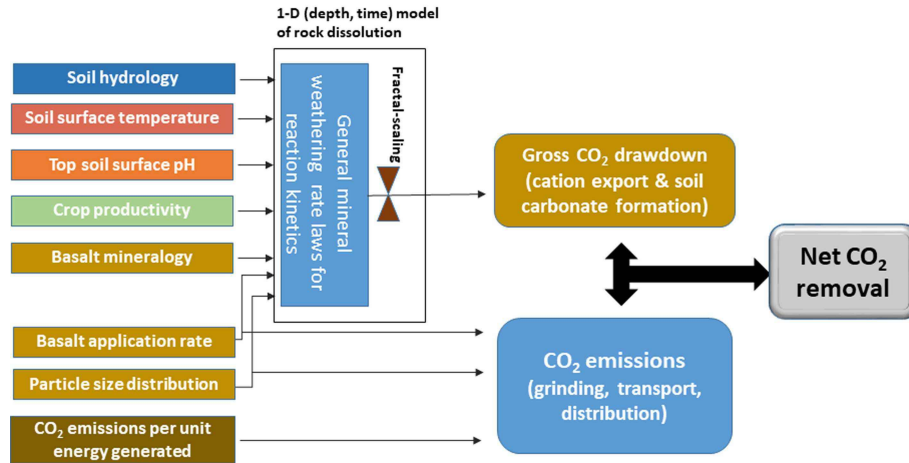 1-D (depth, time) model
of rock dissolution
Soil hydrology
Soil surface temperature
Top soil surface pH
Crop productivity
Basalt mineralogy
Basalt application rate
Particle size distribution
CO₂ emissions per unit
energy generated
General mineral
weathering rate laws for
reaction kinetics
Fractal-scaling
Gross CO₂ drawdown
(cation export & soil
carbonate formation)
CO₂ emissions
(grinding, transport,
distribution)
Net CO₂
removal